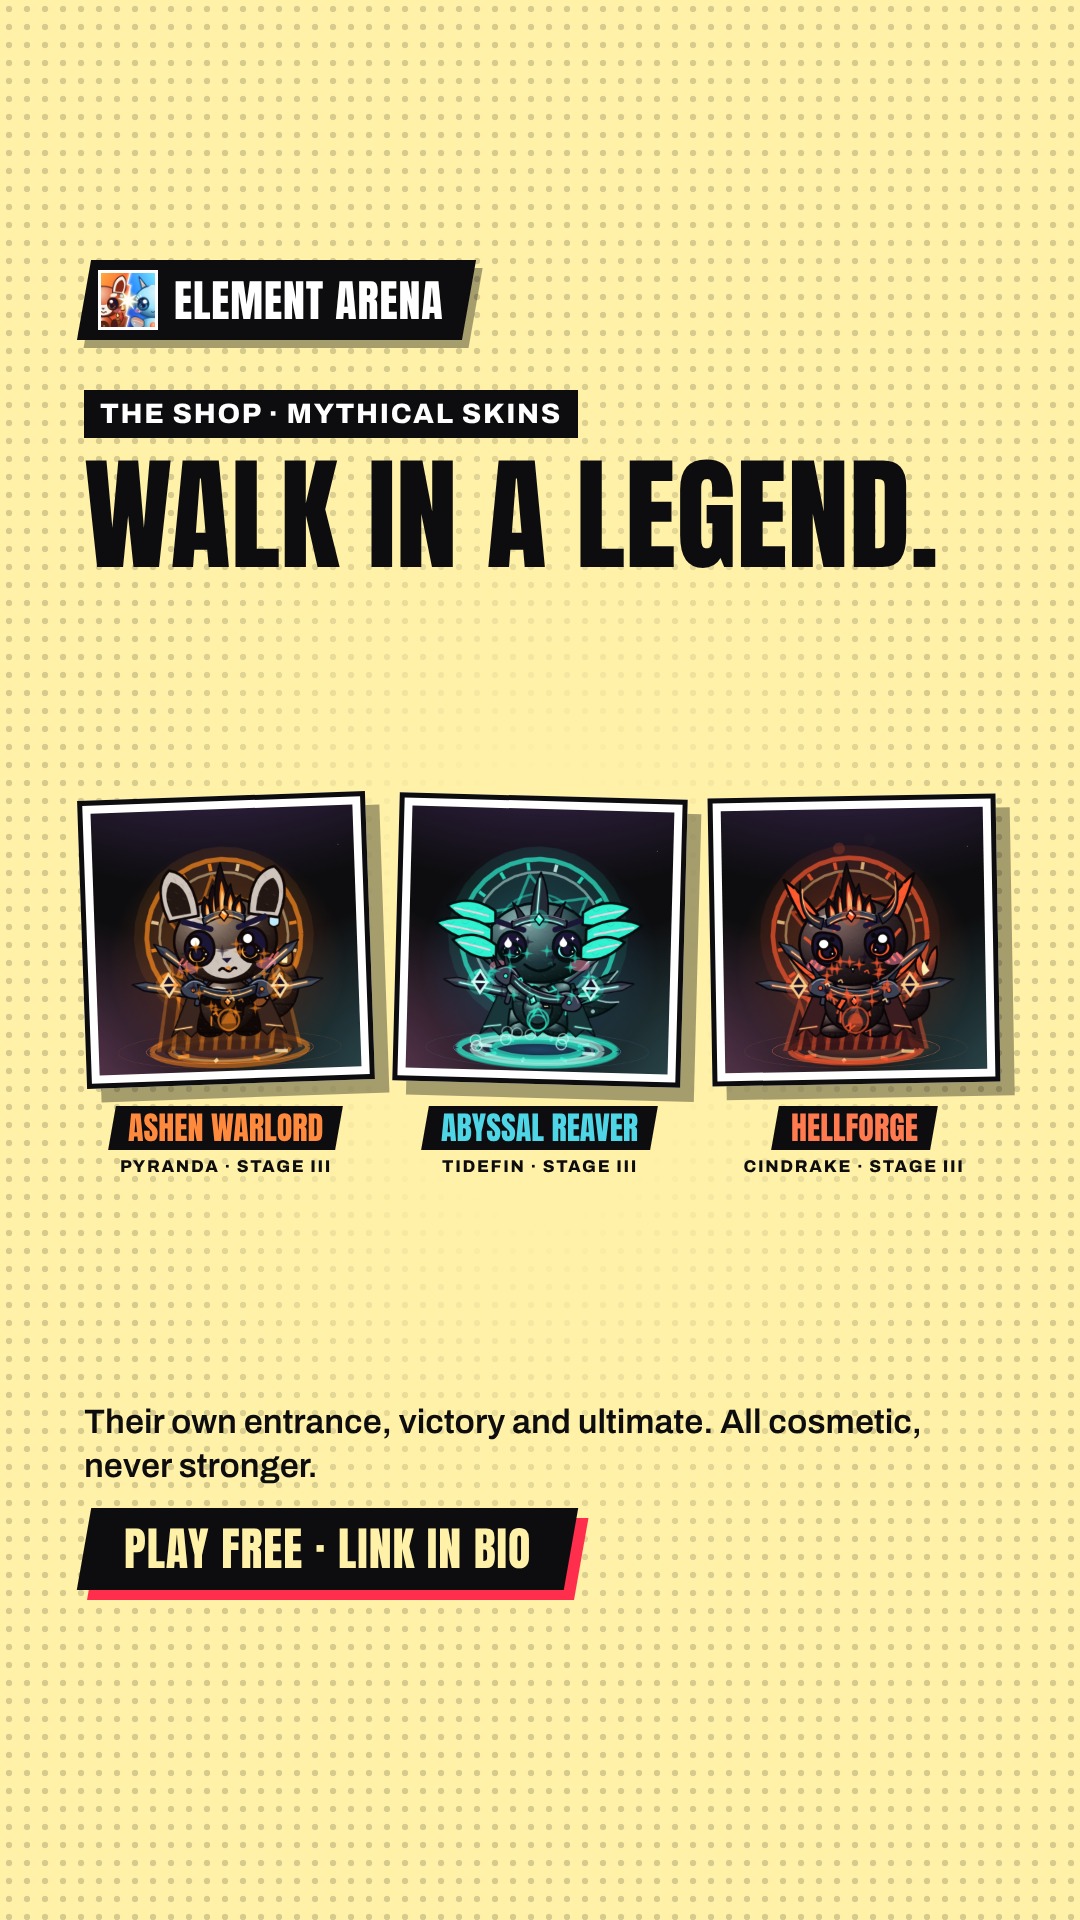 ELEMENT ARENA
THE SHOP · MYTHICAL SKINS
WALK IN A LEGEND.
ASHEN WARLORD
PYRANDA · STAGE III
ABYSSAL REAVER
TIDEFIN · STAGE III
HELLFORGE
CINDRAKE · STAGE III
Their own entrance, victory and ultimate. All cosmetic,
never stronger.
PLAY FREE · LINK IN BIO